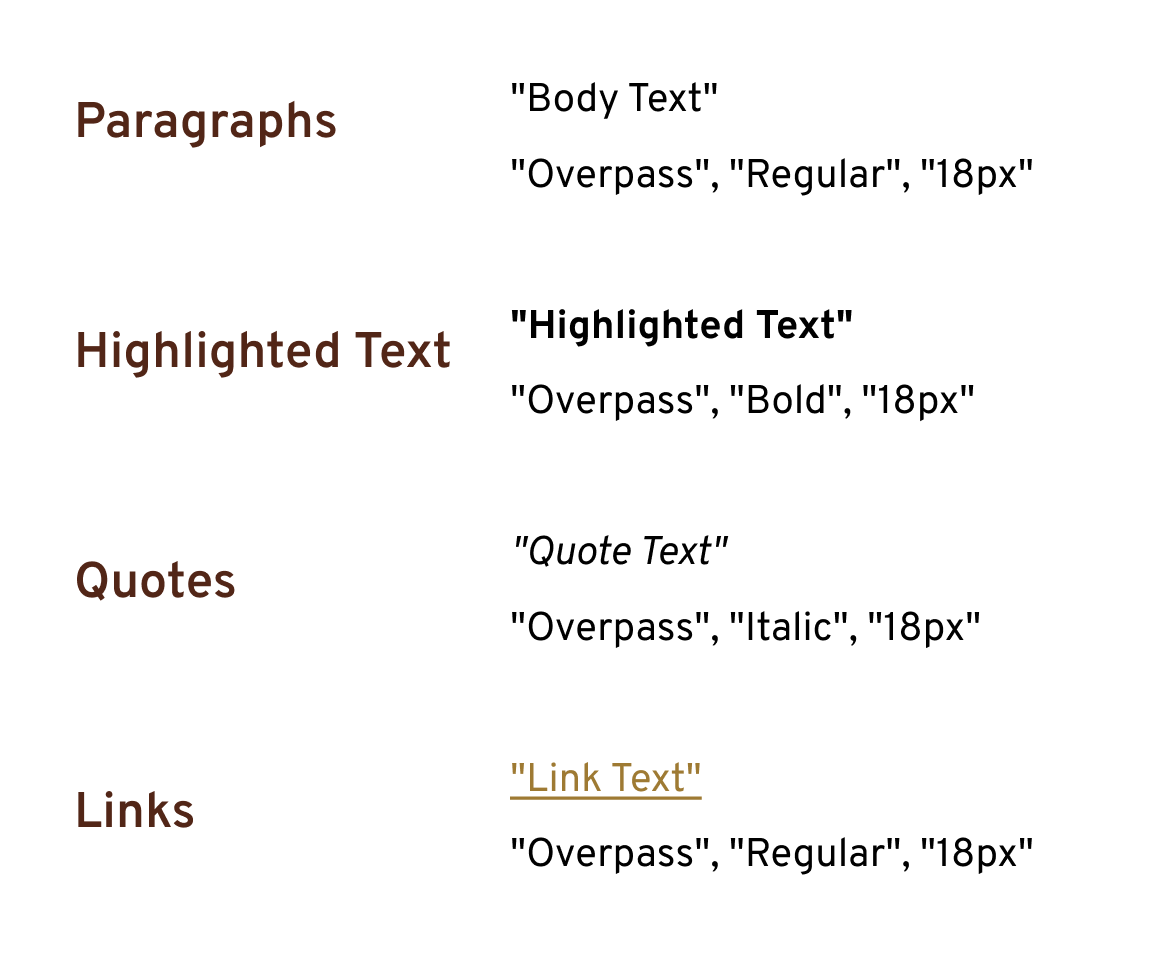 Paragraphs
"Body Text"
"Overpass", "Regular", "18px"
Highlighted Text
"Highlighted Text"
"Overpass", "Bold", "18px"
Quotes
"Quote Text"
"Overpass", "Italic", "18px"
Links
"Link Text"
"Overpass", "Regular", "18px"